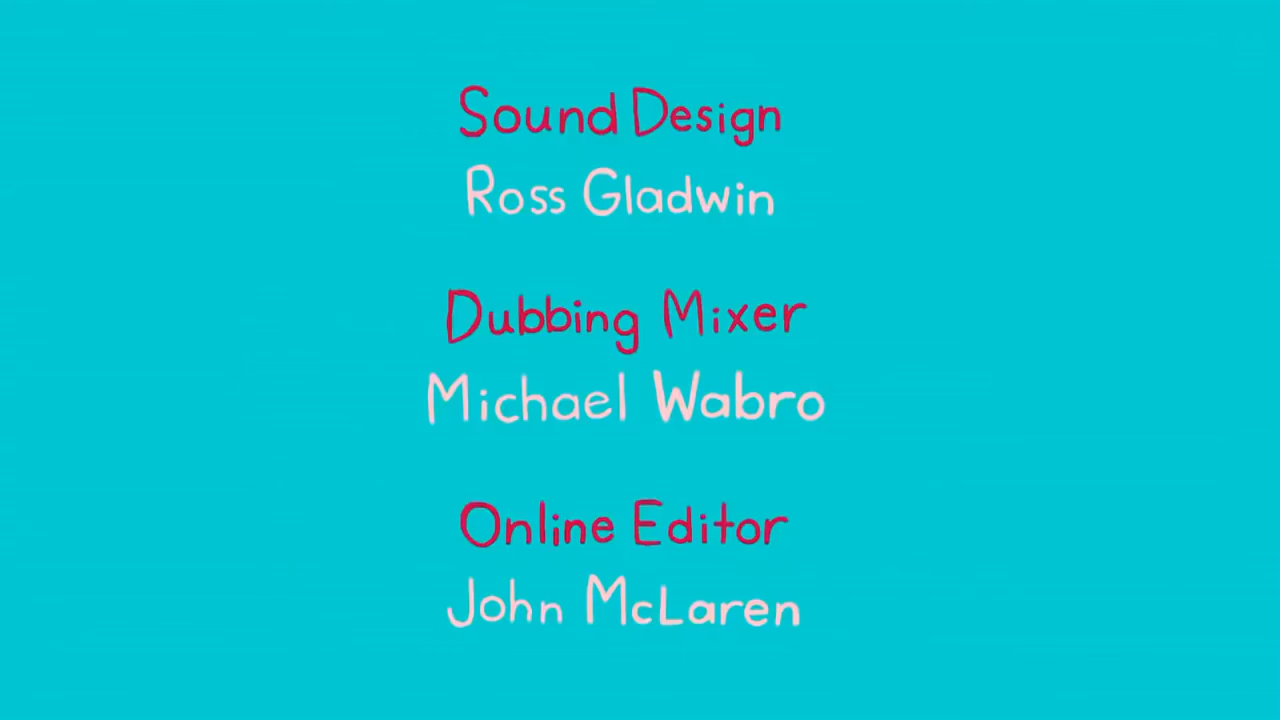 Sound Design
Ross Gladwin
Dubbing Mixer
Michael Wabro
Online Editor
John McLaren